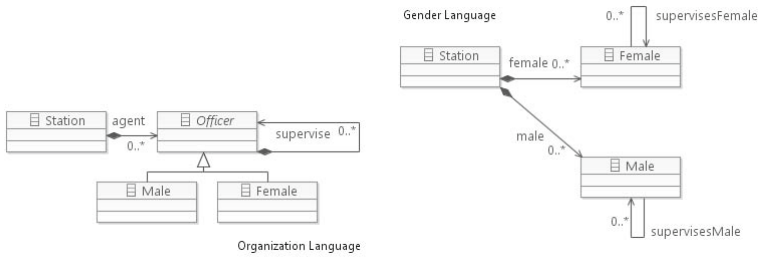 Station
agent
0..*
Officer
supervise
0..*
Male
Female
Organization Language
Gender Language
0..*
supervisesFemale
Station
female 0..*
Female
male
0..*
Male
0..*
supervisesMale